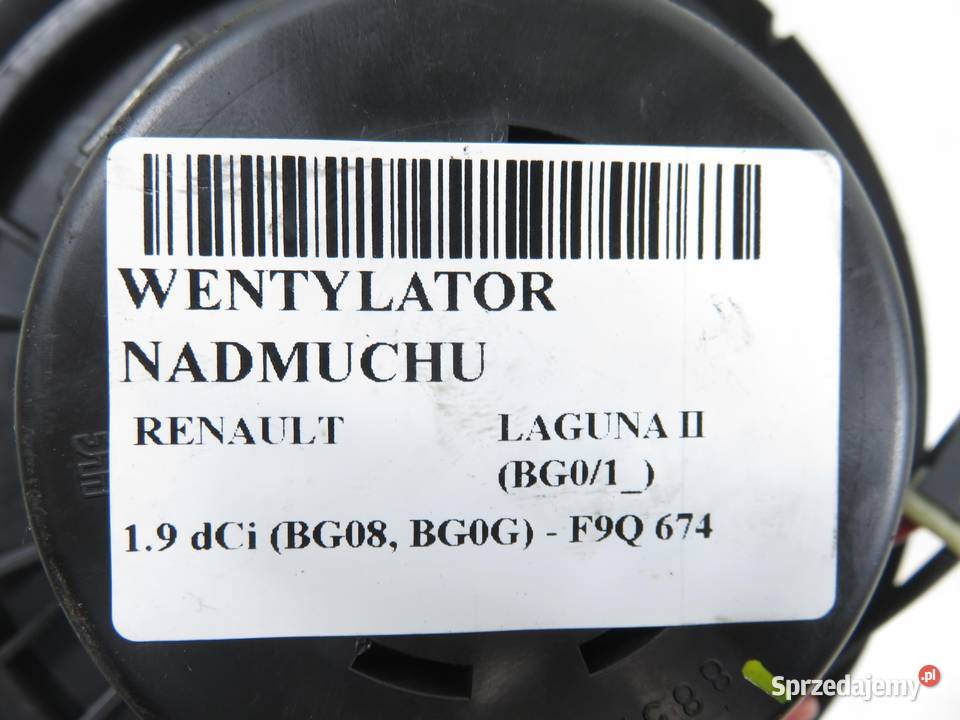 WENTYLATOR
NADMUCHU
RENAULT LAGUNA II
(BG0/1_)
1.9 dCi (BG08, BG0G) - F9Q 674
Sprzedajemy.pl